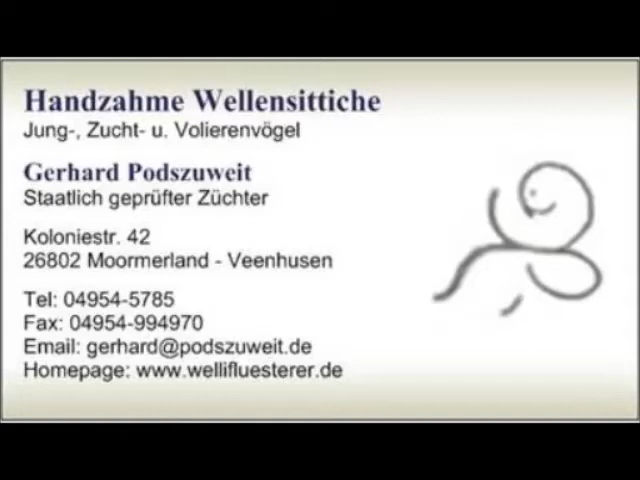 Handzahme Wellensittiche
Jung-, Zucht- u. Volierenvögel
Gerhard Podszuweit
Staatlich geprüfter Züchter
Koloniestr. 42
26802 Moormerland - Veenhusen
Tel: 04954-5785
Fax: 04954-994970
Email: gerhard@podszuweit.de
Homepage: www.wellifluesterer.de